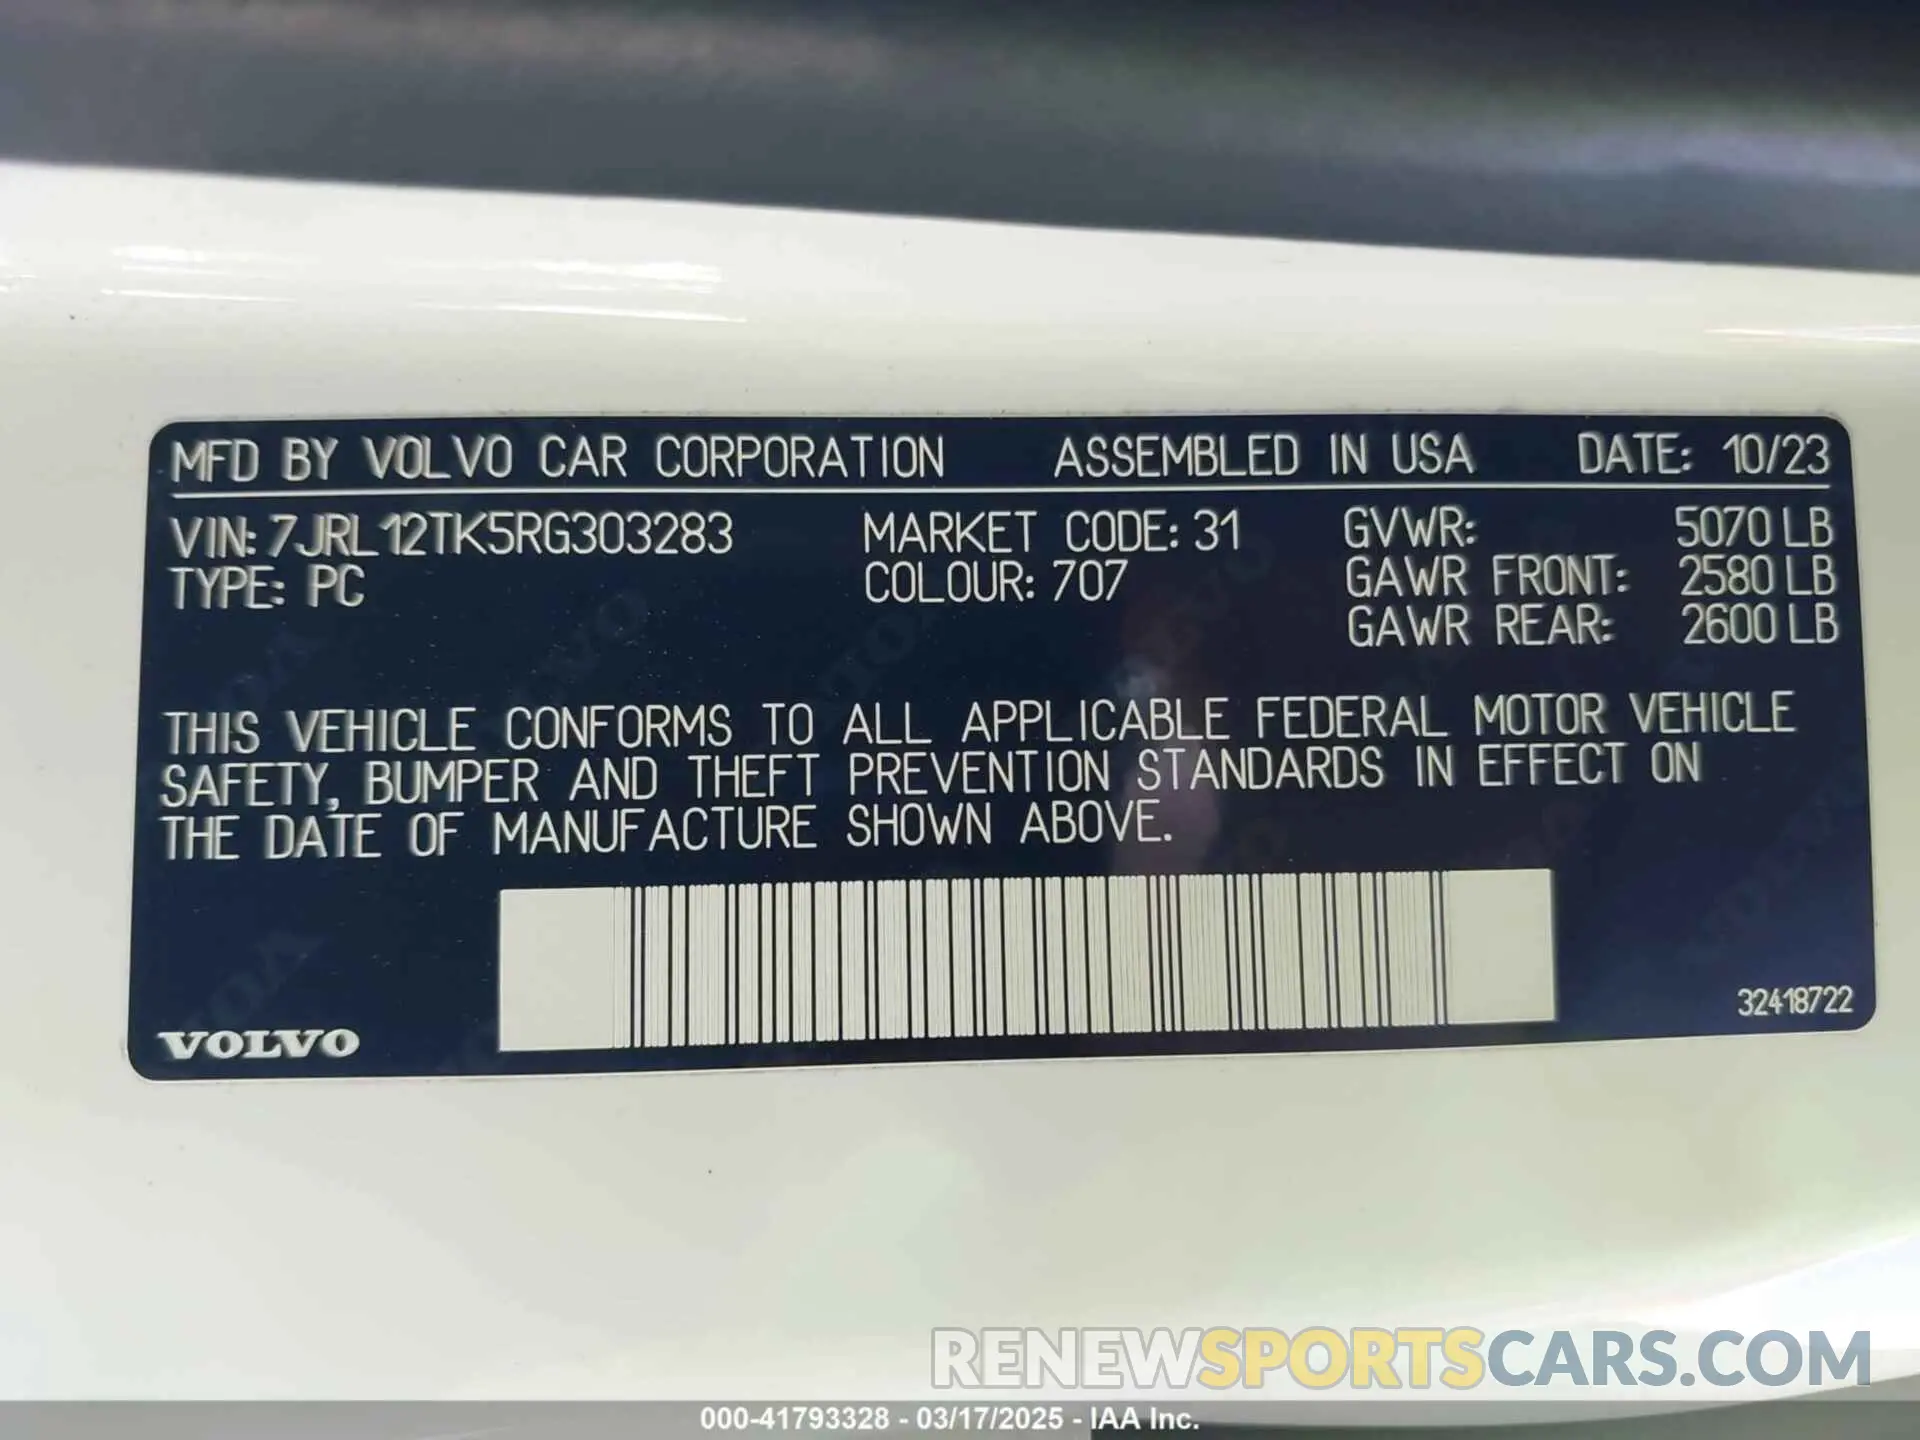 MFD BY VOLVO CAR CORPORATION ASSEMBLED IN USA DATE: 10/23
VIN: 7JRL12TK5RG303283 MARKET CODE: 31 GVWR: 5070 LB
TYPE: PC COLOUR: 707 GAWR FRONT: 2580 LB
GAWR REAR: 2600 LB
THIS VEHICLE CONFORMS TO ALL APPLICABLE FEDERAL MOTOR VEHICLE
SAFETY, BUMPER AND THEFT PREVENTION STANDARDS IN EFFECT ON
THE DATE OF MANUFACTURE SHOWN ABOVE.
32418722
VOLVO
RENEWSPORTSCARS.COM
000-41793328 - 03/17/2025 - IAA Inc.